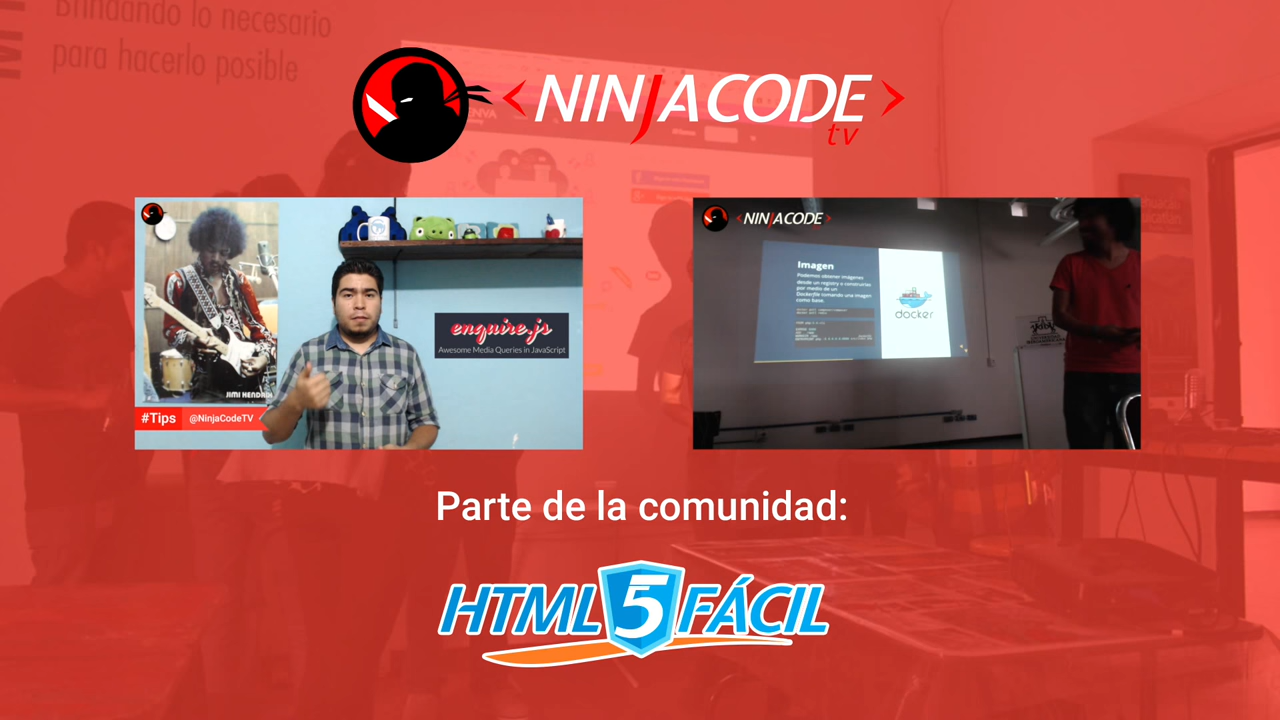 Brindando lo necesario
para hacerlo posible
<NINJACODE>
tv
JIMI HENDRIX
enquire.js
Awesome Media Queries in JavaScript
#Tips
@NinjaCodeTV
<NINJACODE>
Imagen
Podemos obtener imágenes
desde un registry o construirlas
por medio de un
Dockerfile tomando una imagen
como base.
docker
Parte de la comunidad:
HTML5FÁCIL